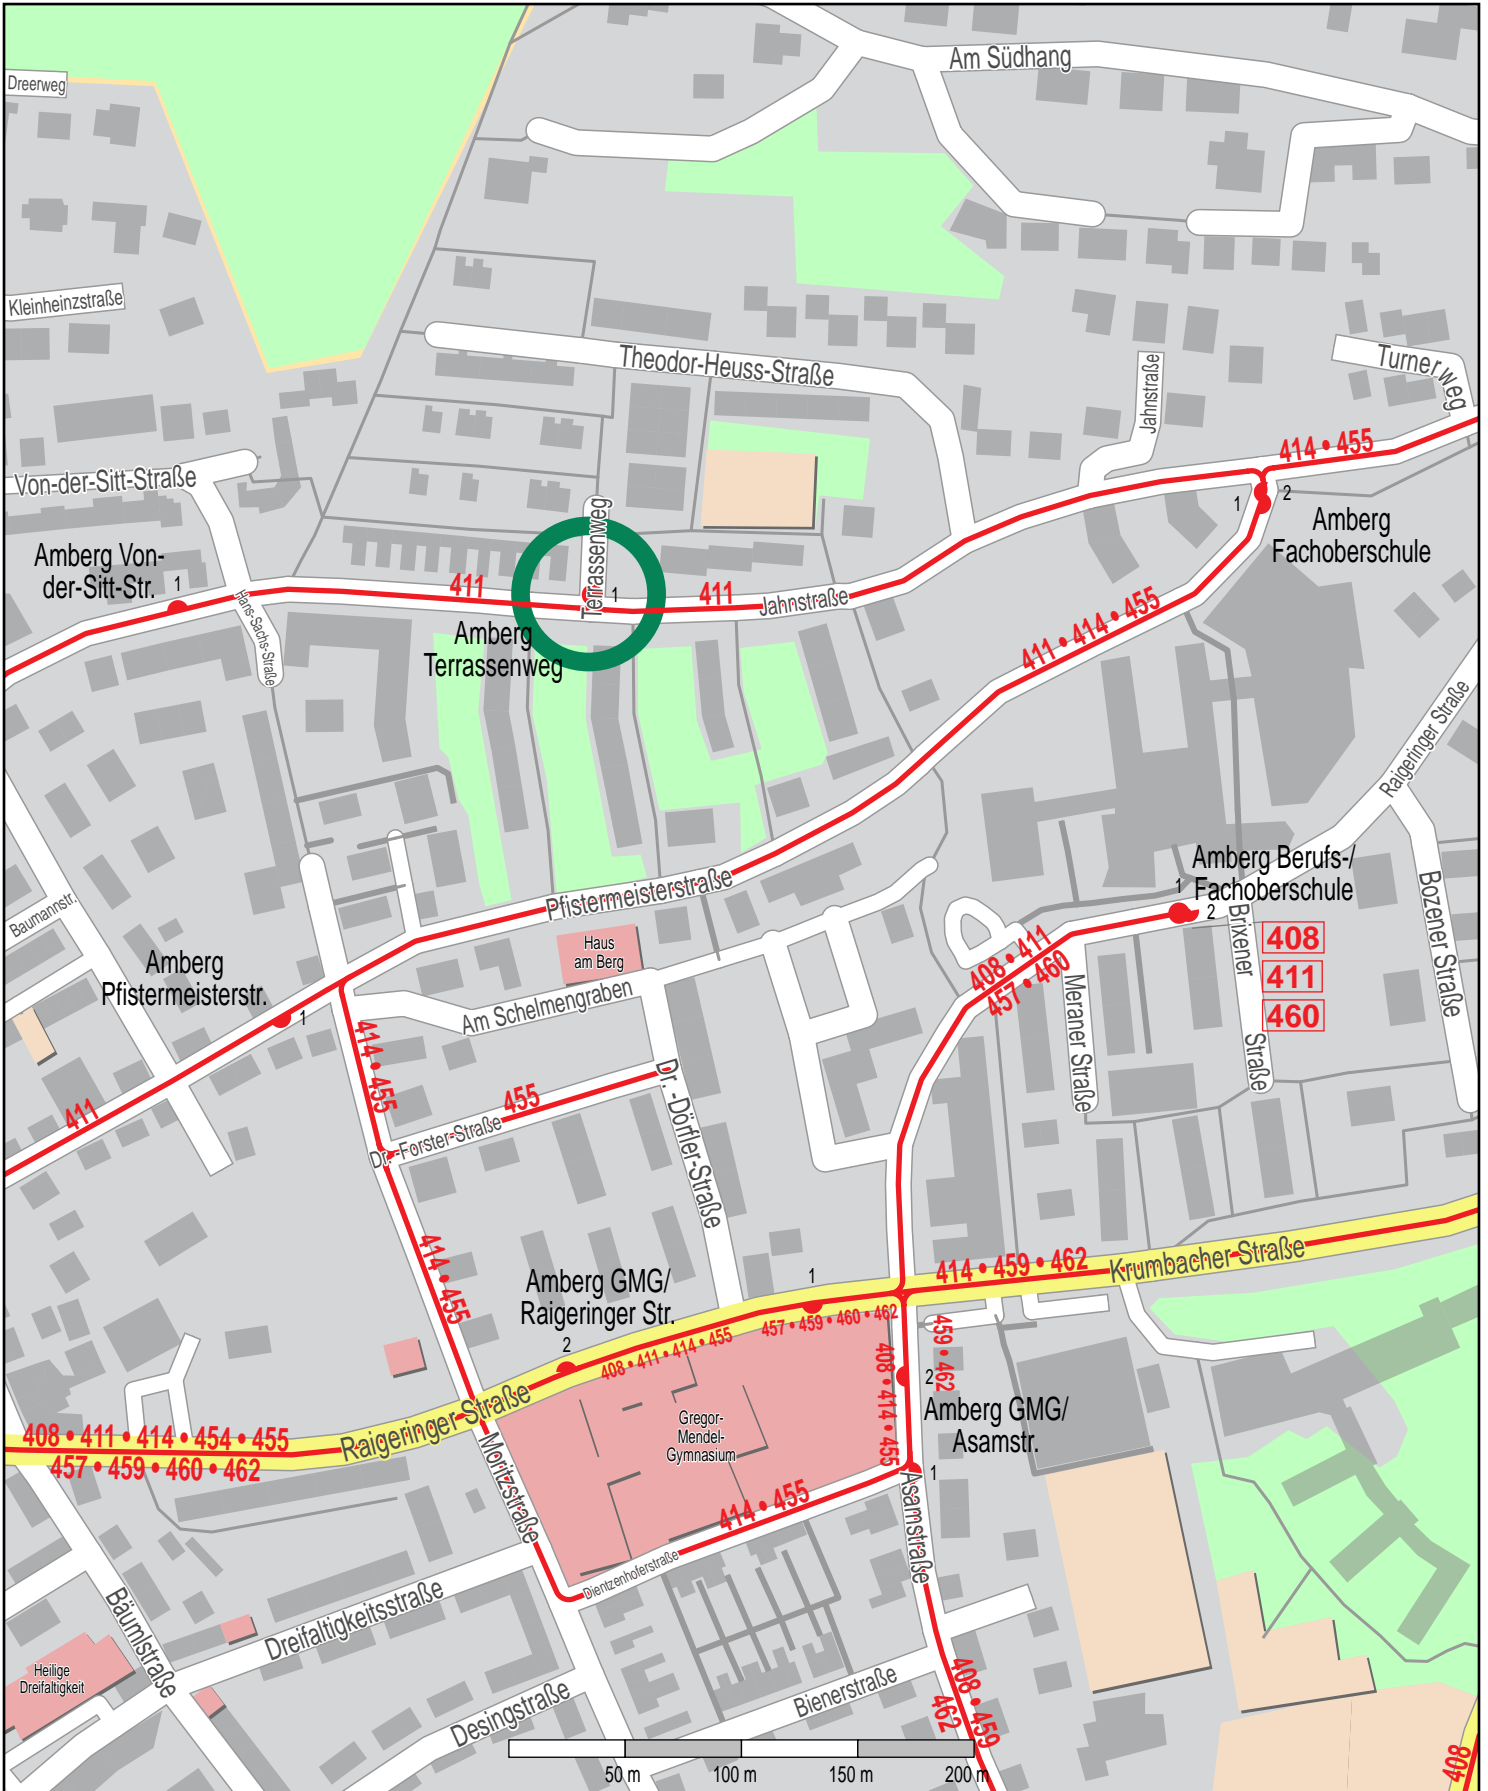 Am Südhang
Dreerweg
Kleinheinzstraße
Theodor-Heuss-Straße
Turnerweg
Jahnstraße
414 • 455
Von-der-Sitt-Straße
1
2
Amberg
Fachoberschule
Terrassenweg
Amberg Von-
der-Sitt-Str.
1
411
1
411
Jahnstraße
Hans-Sachs-Straße
411 • 414 • 455
Amberg
Terrassenweg
Raigeringer Straße
Amberg Berufs-/
Fachoberschule
1
2
Pfistermeisterstraße
Bozener Straße
Baumannstr.
Brixener
Straße
408
411
460
Haus
am Berg
408 • 411
457 • 460
Amberg
Pfistermeisterstr.
1
Meraner Straße
Am Schelmengraben
414 • 455
411
455
Dr.-Forster-Straße
Dr.-Dörfler-Straße
414 • 455
Amberg GMG/
Raigeringer Str.
2
1
414 • 459 • 462
Krumbacher Straße
457 • 459 • 460 • 462
408 • 411 • 414 • 455
459 • 462
408 • 414 • 455
2
Amberg GMG/
Asamstr.
1
Raigeringer Straße
408 • 411 • 414 • 454 • 455
457 • 459 • 460 • 462
Gregor-
Mendel-
Gymnasium
Moritzstraße
414 • 455
Asamstraße
Dientzenhoferstraße
Bäumlstraße
Dreifaltigkeitsstraße
Heilige
Dreifaltigkeit
Desingstraße
Bienerstraße
408 • 459
462
408
50 m
100 m
150 m
200 m